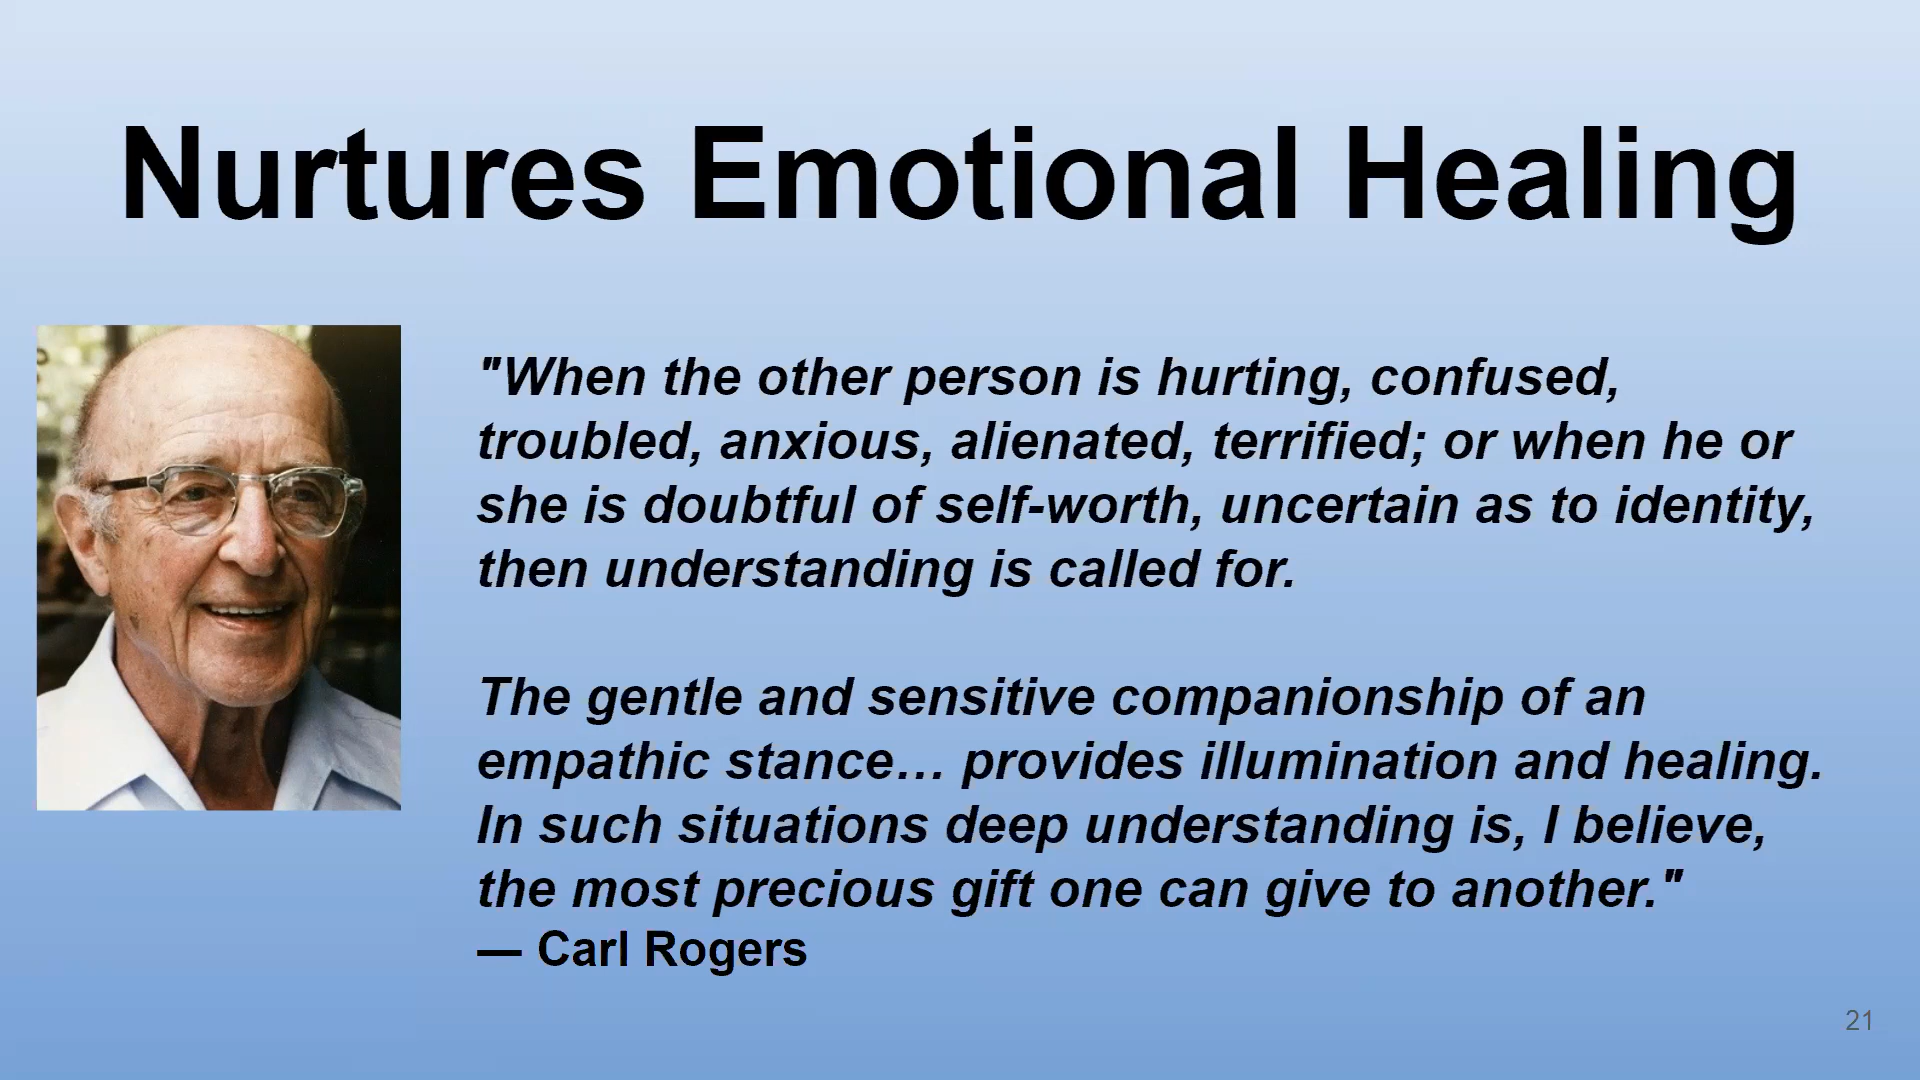 Nurtures Emotional Healing
"When the other person is hurting, confused,
troubled, anxious, alienated, terrified; or when he or
she is doubtful of self-worth, uncertain as to identity,
then understanding is called for.
The gentle and sensitive companionship of an
empathic stance… provides illumination and healing.
In such situations deep understanding is, I believe,
the most precious gift one can give to another."
— Carl Rogers
21